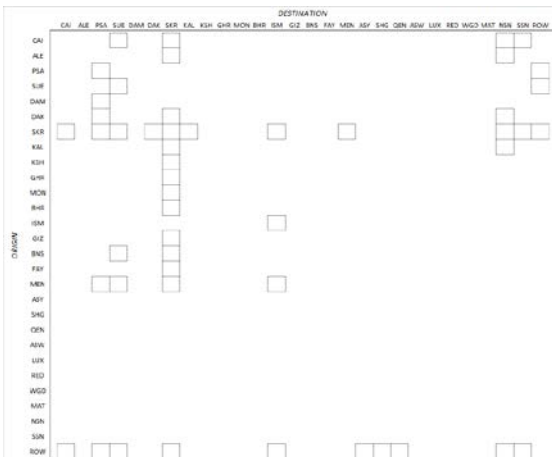 DESTINATION
CAI ALE PSA SUE DAM DAK SKR KAL KSH GHR MON BHR ISM GIZ BNS FAY MEN ASY SHG QEN ASW LUX RED WGD MAT NSN SSN ROW
CAI
ALE
PSA
SUE
DAM
DAK
SKR
KAL
KSH
GHR
MON
BHR
ISM
GIZ
BNS
FAY
MEN
ASY
SHG
QEN
ASW
LUX
RED
WGD
MAT
NSN
SSN
ROW
ORIGIN